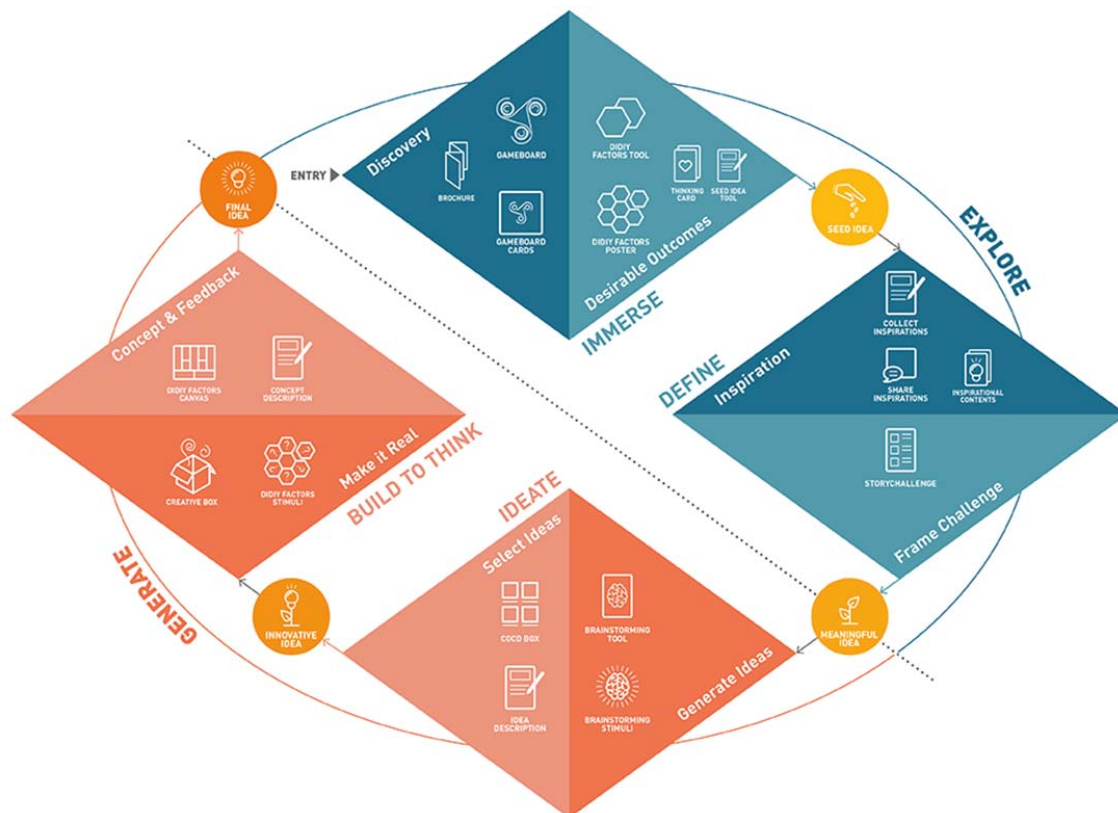 ENTRY
Discovery
BROCHURE
GAMEBOARD
GAMEBOARD
CARDS
DIDIY
FACTORS TOOL
THINKING
CARD
SEED IDEA
TOOL
DIDIY FACTORS
POSTER
Desirable Outcomes
IMMERSE
SEED IDEA
EXPLORE
DEFINE
Inspiration
COLLECT
INSPIRATIONS
SHARE
INSPIRATIONS
INSPIRATIONAL
CONTENTS
STORYCHALLENGE
Frame Challenge
MEANINGFUL
IDEA
IDEATE
Generate Ideas
BRAINSTORMING
TOOL
BRAINSTORMING
STIMULI
Select Ideas
COCD BOX
IDEA
DESCRIPTION
INNOVATIVE
IDEA
GENERATE
BUILD TO THINK
Make it Real
CREATIVE BOX
DIDIY FACTORS
STIMULI
Concept & Feedback
DIDIY FACTORS
CANVAS
CONCEPT
DESCRIPTION
FINAL
IDEA